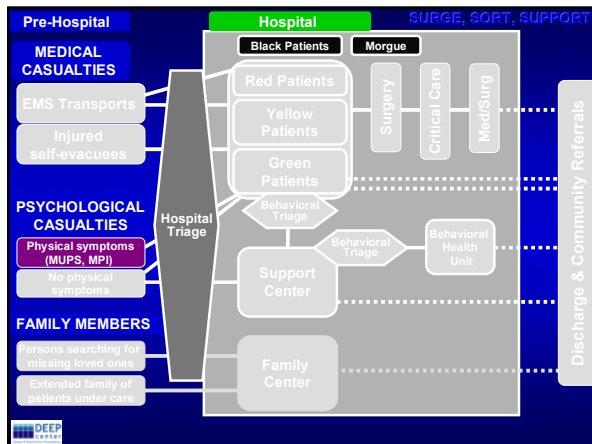 Pre-Hospital
Hospital
SURGE, SORT, SUPPORT
Black Patients
Morgue
MEDICAL
CASUALTIES
EMS Transports
Injured
self-evacuees
Red Patients
Yellow
Patients
Green
Patients
Surgery
Critical Care
Med/Surg
Hospital
Triage
Behavioral
Triage
PSYCHOLOGICAL
CASUALTIES
Physical symptoms
(MUPS, MPI)
No physical
symptoms
Behavioral
Triage
Behavioral
Health
Unit
Support
Center
FAMILY MEMBERS
Persons searching for
missing loved ones
Extended family of
patients under care
Family
Center
Discharge & Community Referrals
DEEP
center